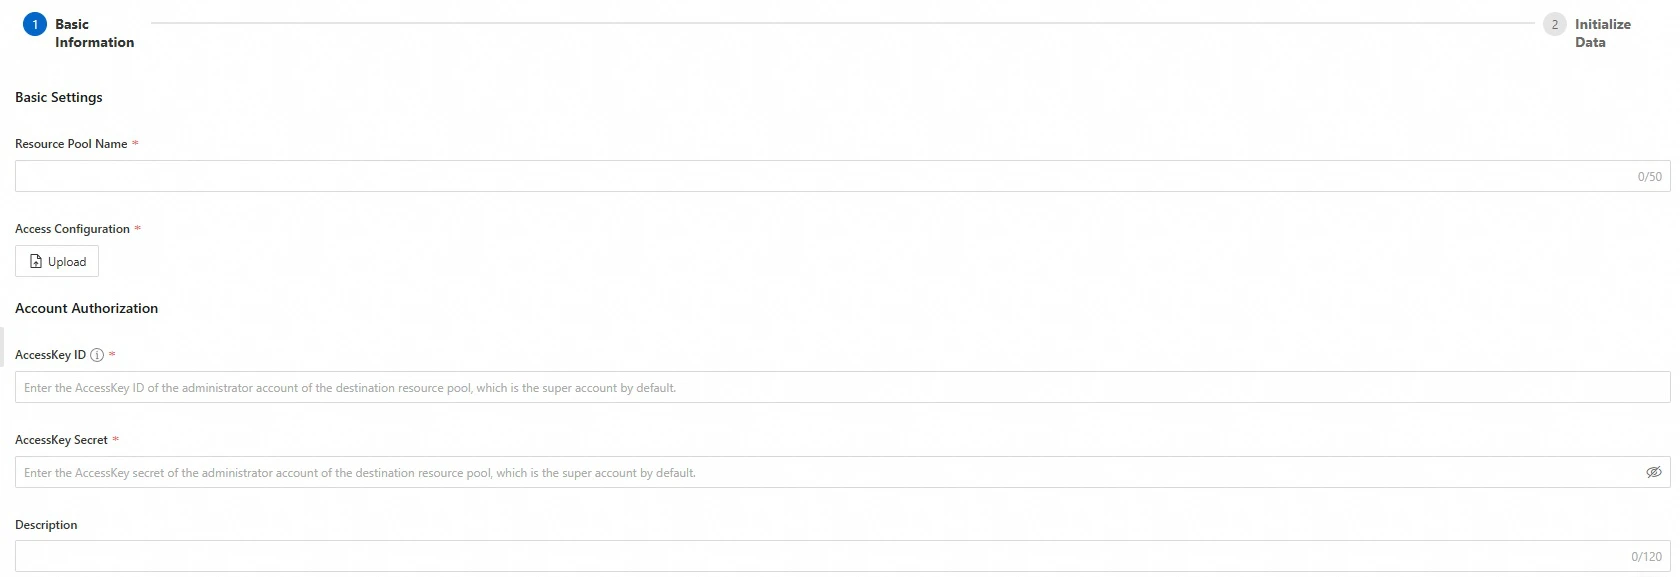 1 Basic Information
2 Initialize Data
Basic Settings
Resource Pool Name *
0/50
Access Configuration *
Upload
Account Authorization
AccessKey ID *
Enter the AccessKey ID of the administrator account of the destination resource pool, which is the super account by default.
AccessKey Secret *
Enter the AccessKey secret of the administrator account of the destination resource pool, which is the super account by default.
Description
0/120